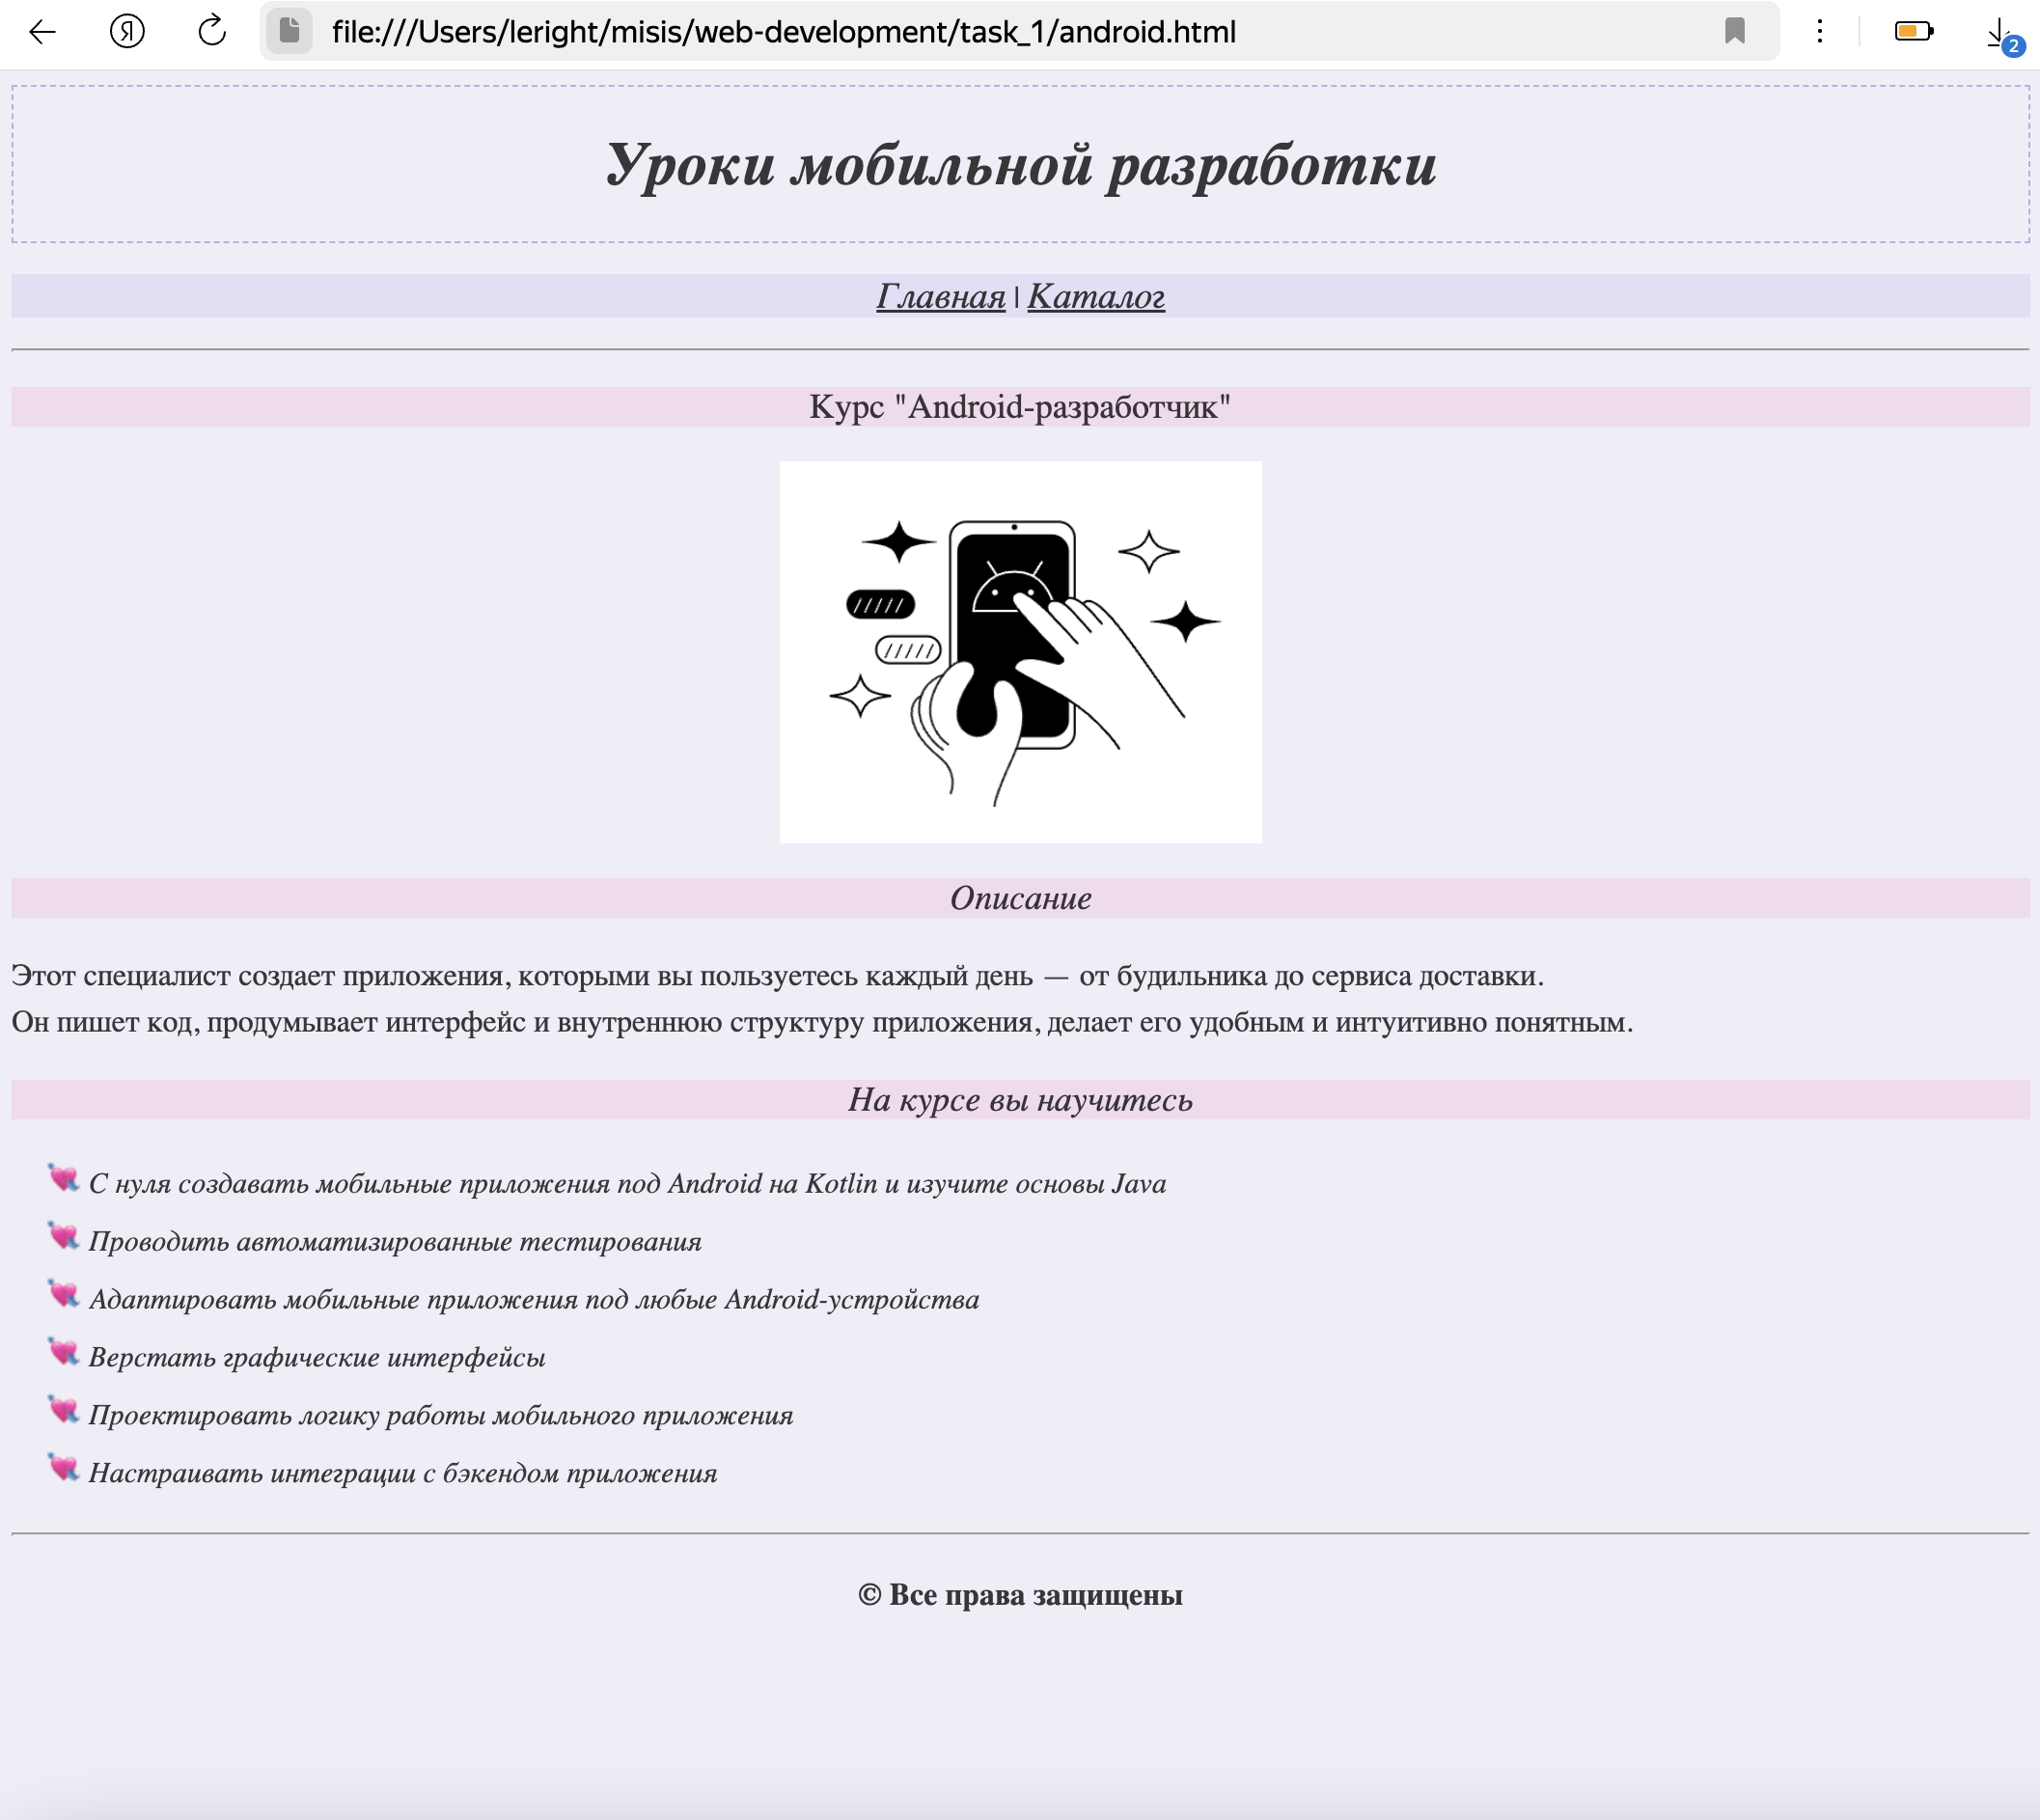 file:///Users/leright/misis/web-development/task_1/android.html
2
Уроки мобильной разработки
Главная | Каталог
Курс "Android-разработчик"
Описание
Этот специалист создает приложения, которыми вы пользуетесь каждый день — от будильника до сервиса доставки.
Он пишет код, продумывает интерфейс и внутреннюю структуру приложения, делает его удобным и интуитивно понятным.
На курсе вы научитесь
💘 С нуля создавать мобильные приложения под Android на Kotlin и изучите основы Java
💘 Проводить автоматизированные тестирования
💘 Адаптировать мобильные приложения под любые Android-устройства
💘 Верстать графические интерфейсы
💘 Проектировать логику работы мобильного приложения
💘 Настраивать интеграции с бэкендом приложения
© Все права защищены